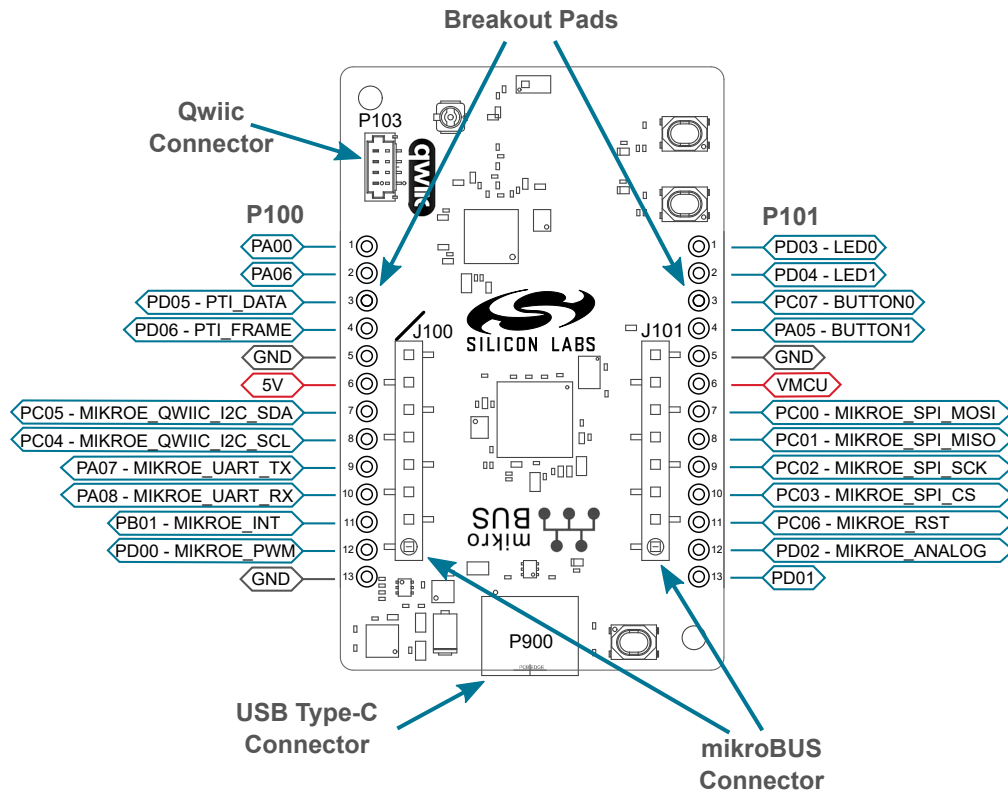 Breakout Pads
Qwiic
Connector
P103
qwiic
P100
P101
PA00
1
PA06
2
PD05 - PTI_DATA
3
PD06 - PTI_FRAME
4
GND
5
5V
6
PC05 - MIKROE_QWIIC_I2C_SDA
7
PC04 - MIKROE_QWIIC_I2C_SCL
8
PA07 - MIKROE_UART_TX
9
PA08 - MIKROE_UART_RX
10
PB01 - MIKROE_INT
11
PD00 - MIKROE_PWM
12
GND
13
1
PD03 - LED0
2
PD04 - LED1
3
PC07 - BUTTON0
4
PA05 - BUTTON1
5
GND
6
VMCU
7
PC00 - MIKROE_SPI_MOSI
8
PC01 - MIKROE_SPI_MISO
9
PC02 - MIKROE_SPI_SCK
10
PC03 - MIKROE_SPI_CS
11
PC06 - MIKROE_RST
12
PD02 - MIKROE_ANALOG
13
PD01
J100
SILICON LABS
J101
mikro
BUS
P900
PCB EDGE
USB Type-C
Connector
mikroBUS
Connector